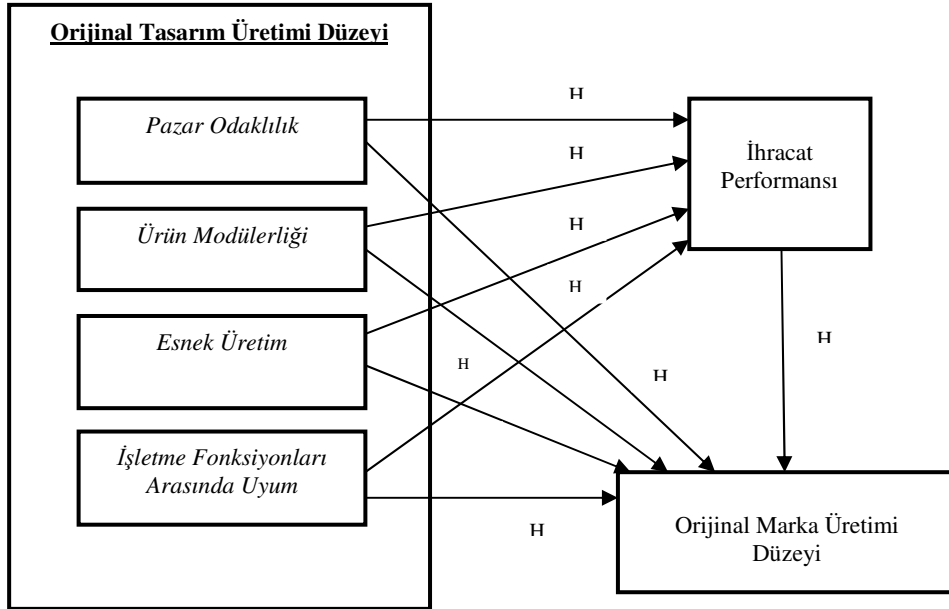 Orijinal Tasarım Üretimi Düzeyi
Pazar Odaklılık
Ürün Modülerliği
Esnek Üretim
İşletme Fonksiyonları
Arasında Uyum
H
H
H
H
H
H
H
H
İhracat
Performansı
Orijinal Marka Üretimi
Düzeyi